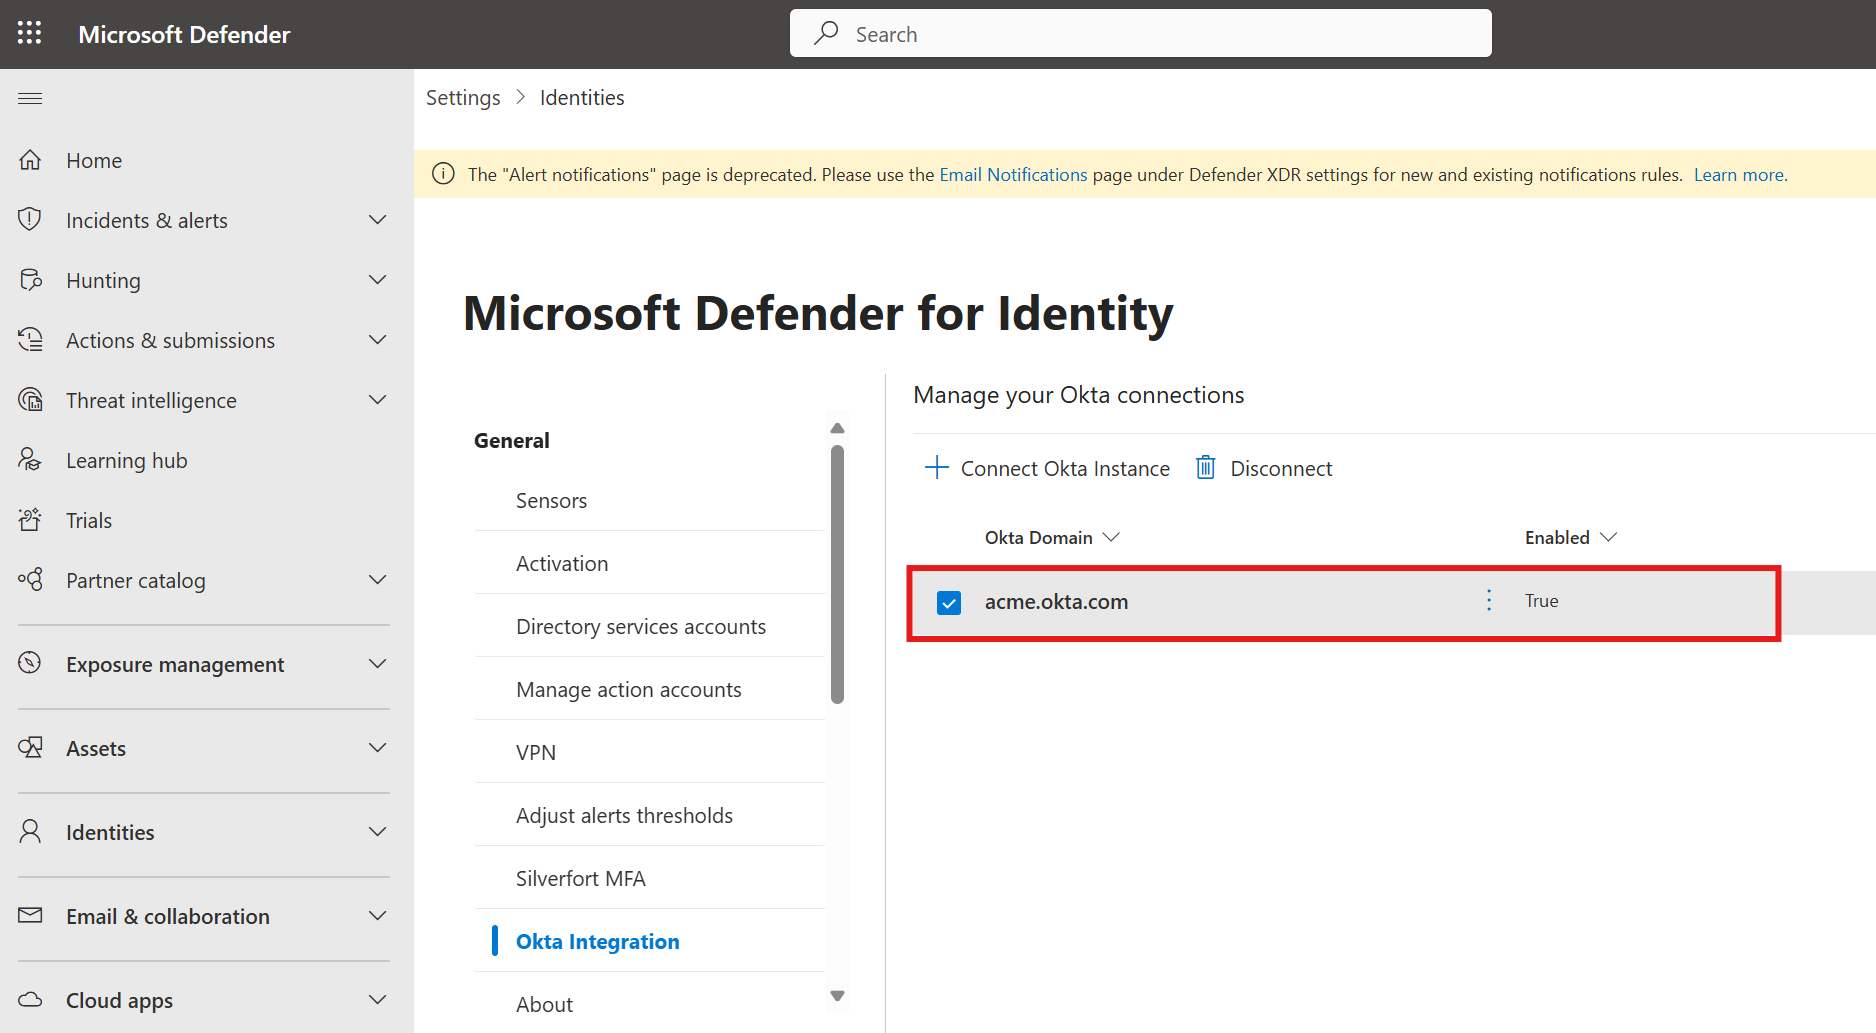 Microsoft Defender
Search
Settings
Identities
The "Alert notifications" page is deprecated. Please use the Email Notifications page under Defender XDR settings for new and existing notifications rules. Learn more.
Home
Incidents & alerts
Hunting
Actions & submissions
Threat intelligence
Learning hub
Trials
Partner catalog
Exposure management
Assets
Identities
Email & collaboration
Cloud apps
Microsoft Defender for Identity
General
Sensors
Activation
Directory services accounts
Manage action accounts
VPN
Adjust alerts thresholds
Silverfort MFA
Okta Integration
About
Manage your Okta connections
Connect Okta Instance
Disconnect
Okta Domain
Enabled
acme.okta.com
True